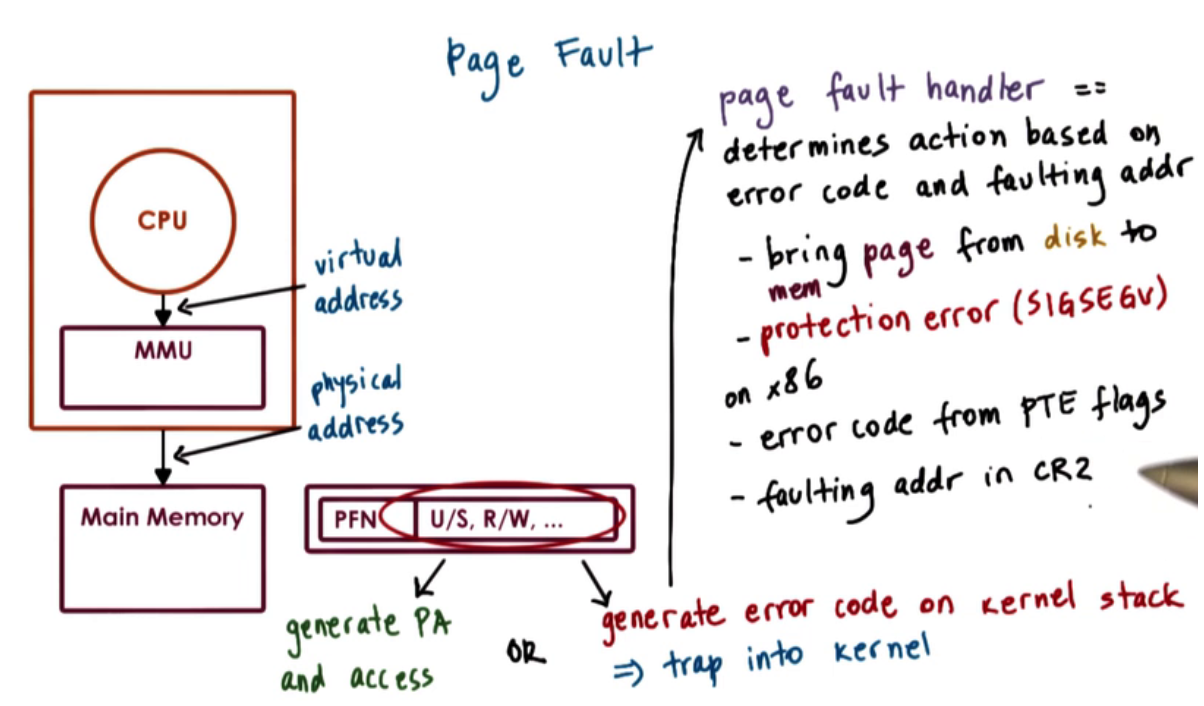 Page Fault
CPU
virtual
address
MMU
physical
address
Main Memory
PFN
U/S, R/W, ...
generate PA
and access
OR
generate error code on kernel stack
⇒ trap into kernel
page fault handler ==
determines action based on
error code and faulting addr
- bring page from disk to
mem
- protection error (SIGSEGV)
on x86
- error code from PTE flags
- faulting addr in CR2